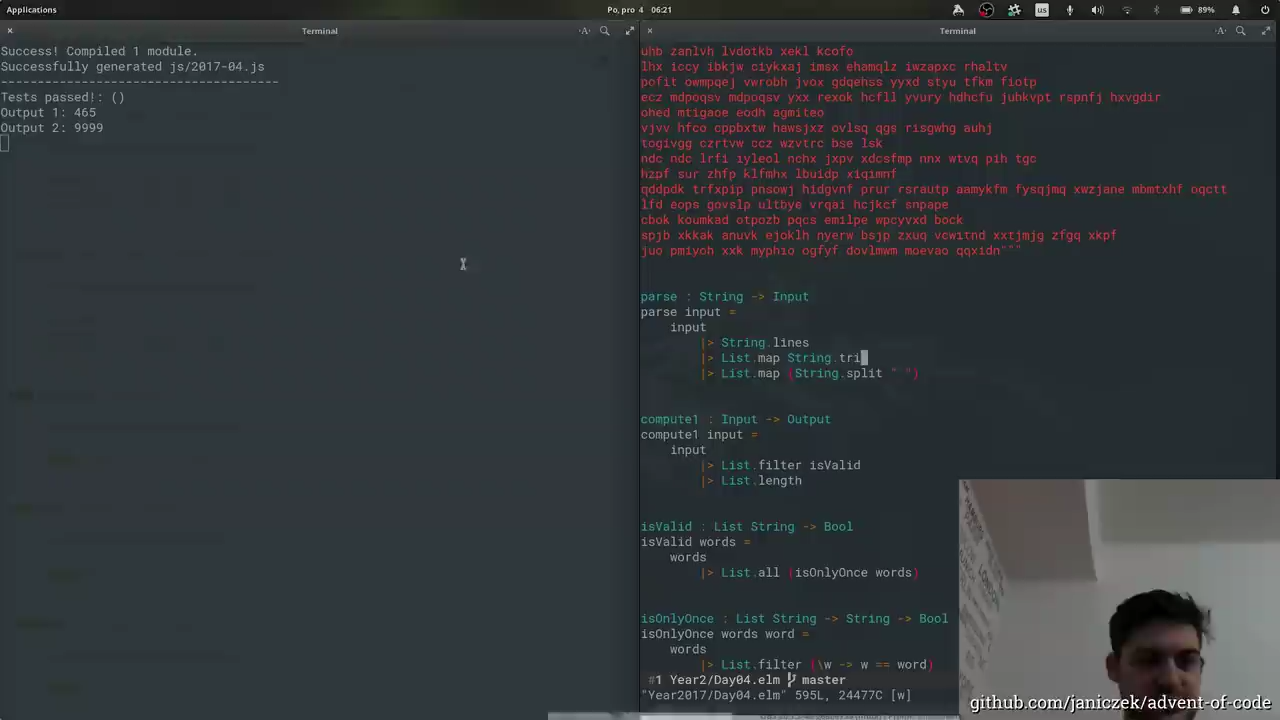 Applications
Po, pro 4 06:21
us
89%
Terminal
Terminal
Success! Compiled 1 module.
Successfully generated js/2017-04.js
-------------------------------------
Tests passed!: ()
Output 1: 465
Output 2: 9999
uhb zanlvh lvdotkb xekl kcofo
lhx iccy ibkjw ciykxaj imsx ehamqlz iwzapxc rhaltv
pofit owmpqej vwrobh jvox gdqehss yyxd styu tfkm fiotp
ecz mdpoqsv mdpoqsv yxx rexok hcfll yvury hdhcfu juhkvpt rspnfj hxvgdir
ohed mtigaoe eodh agmiteo
vjvv hfco cppbxtw hawsjxz ovlsq qgs risgwhg auhj
togivgg czrtvw ccz wzvtrc bse lsk
ndc ndc lrfi iyleol nchx jxpv xdcsfmp nnx wtvq pih tgc
hzpf sur zhfp klfmhx lbuidp xiqimnf
qddpdk trfxpip pnsowj hidgvnf prur rsrautp aamykfm fysqjmq xwzjane mbmtxhf oqctt
lfd eops govslp ultbye vrqai hcjkcf snpape
cbok koumkad otpozb pqcs emilpe wpcyvxd bock
spjb xkkak anuvk ejoklh nyerw bsjp zxuq vcwitnd xxtjmjg zfgq xkpf
juo pmiyoh xxk myphio ogfyf dovlmwm moevao qqxidn"""
parse : String -> Input
parse input =
input
|> String.lines
|> List.map String.tri
|> List.map (String.split " ")
compute1 : Input -> Output
compute1 input =
input
|> List.filter isValid
|> List.length
isValid : List String -> Bool
isValid words =
words
|> List.all (isOnlyOnce words)
isOnlyOnce : List String -> String -> Bool
isOnlyOnce words word =
words
|> List.filter (\w -> w == word)
#1 Year2/Day04.elm master
"Year2017/Day04.elm" 595L, 24477C [w]
github.com/janiczek/advent-of-code